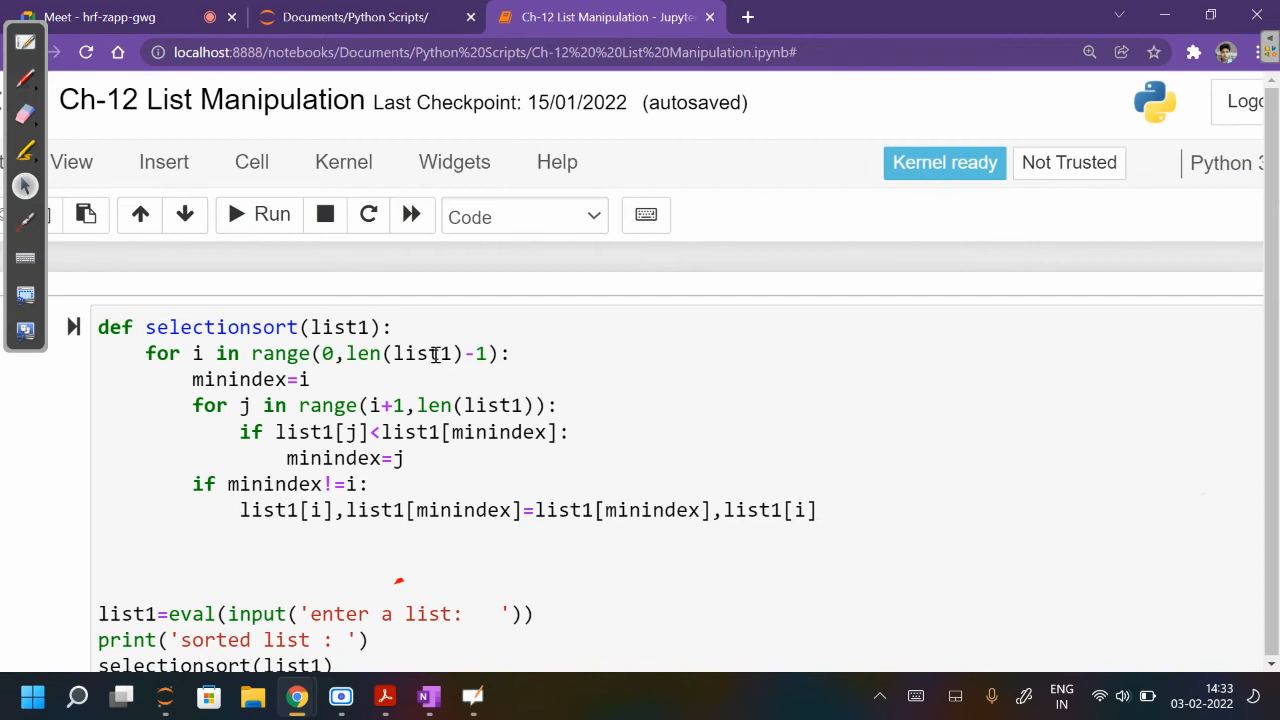 Meet - hrf-zapp-gwg
Documents/Python Scripts/
Ch-12 List Manipulation - Jupyte
localhost:8888/notebooks/Documents/Python%20Scripts/Ch-12%20%20List%20Manipulation.ipynb#
Ch-12 List Manipulation Last Checkpoint: 15/01/2022 (autosaved)
Logo
View Insert Cell Kernel Widgets Help
Kernel ready Not Trusted Python 3
Run Code
def selectionsort(list1):
    for i in range(0,len(list1)-1):
        minindex=i
        for j in range(i+1,len(list1)):
            if list1[j]<list1[minindex]:
                minindex=j
        if minindex!=i:
            list1[i],list1[minindex]=list1[minindex],list1[i]
list1=eval(input('enter a list:   '))
print('sorted list : ')
selectionsort(list1)
ENG
IN
14:33
03-02-2022